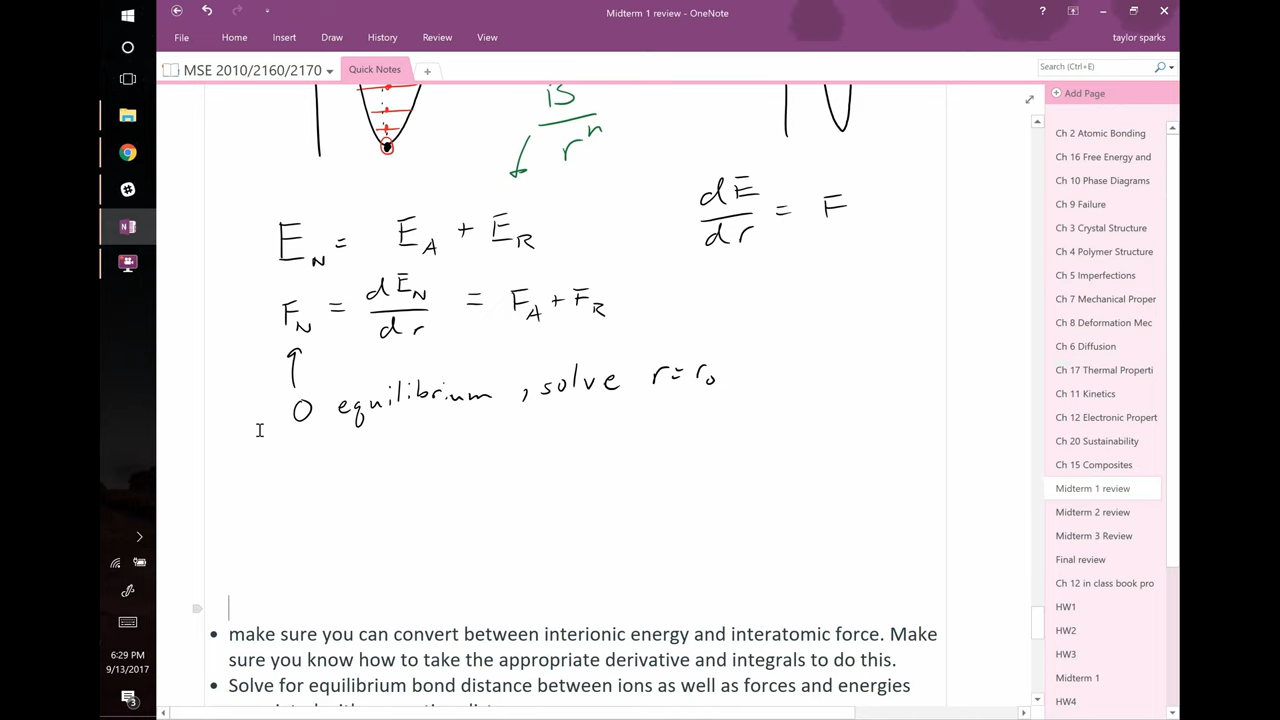 Midterm 1 review - OneNote
?
File Home Insert Draw History Review View
taylor sparks
MSE 2010/2160/2170
Quick Notes
Search (Ctrl+E)
Add Page
Ch 2 Atomic Bonding
Ch 16 Free Energy and
Ch 10 Phase Diagrams
Ch 9 Failure
Ch 3 Crystal Structure
Ch 4 Polymer Structure
Ch 5 Imperfections
Ch 7 Mechanical Proper
Ch 8 Deformation Mec
Ch 6 Diffusion
Ch 17 Thermal Properti
Ch 11 Kinetics
Ch 12 Electronic Propert
Ch 20 Sustainability
Ch 15 Composites
Midterm 1 review
Midterm 2 review
Midterm 3 Review
Final review
Ch 12 in class book pro
HW1
HW2
HW3
Midterm 1
HW4
r^n
dE/dr = F
E_N = E_A + E_R
F_N = dE_N/dr = F_A + F_R
0 equilibrium, solve r=r_0
make sure you can convert between interionic energy and interatomic force. Make
sure you know how to take the appropriate derivative and integrals to do this.
Solve for equilibrium bond distance between ions as well as forces and energies
6:29 PM
9/13/2017
3